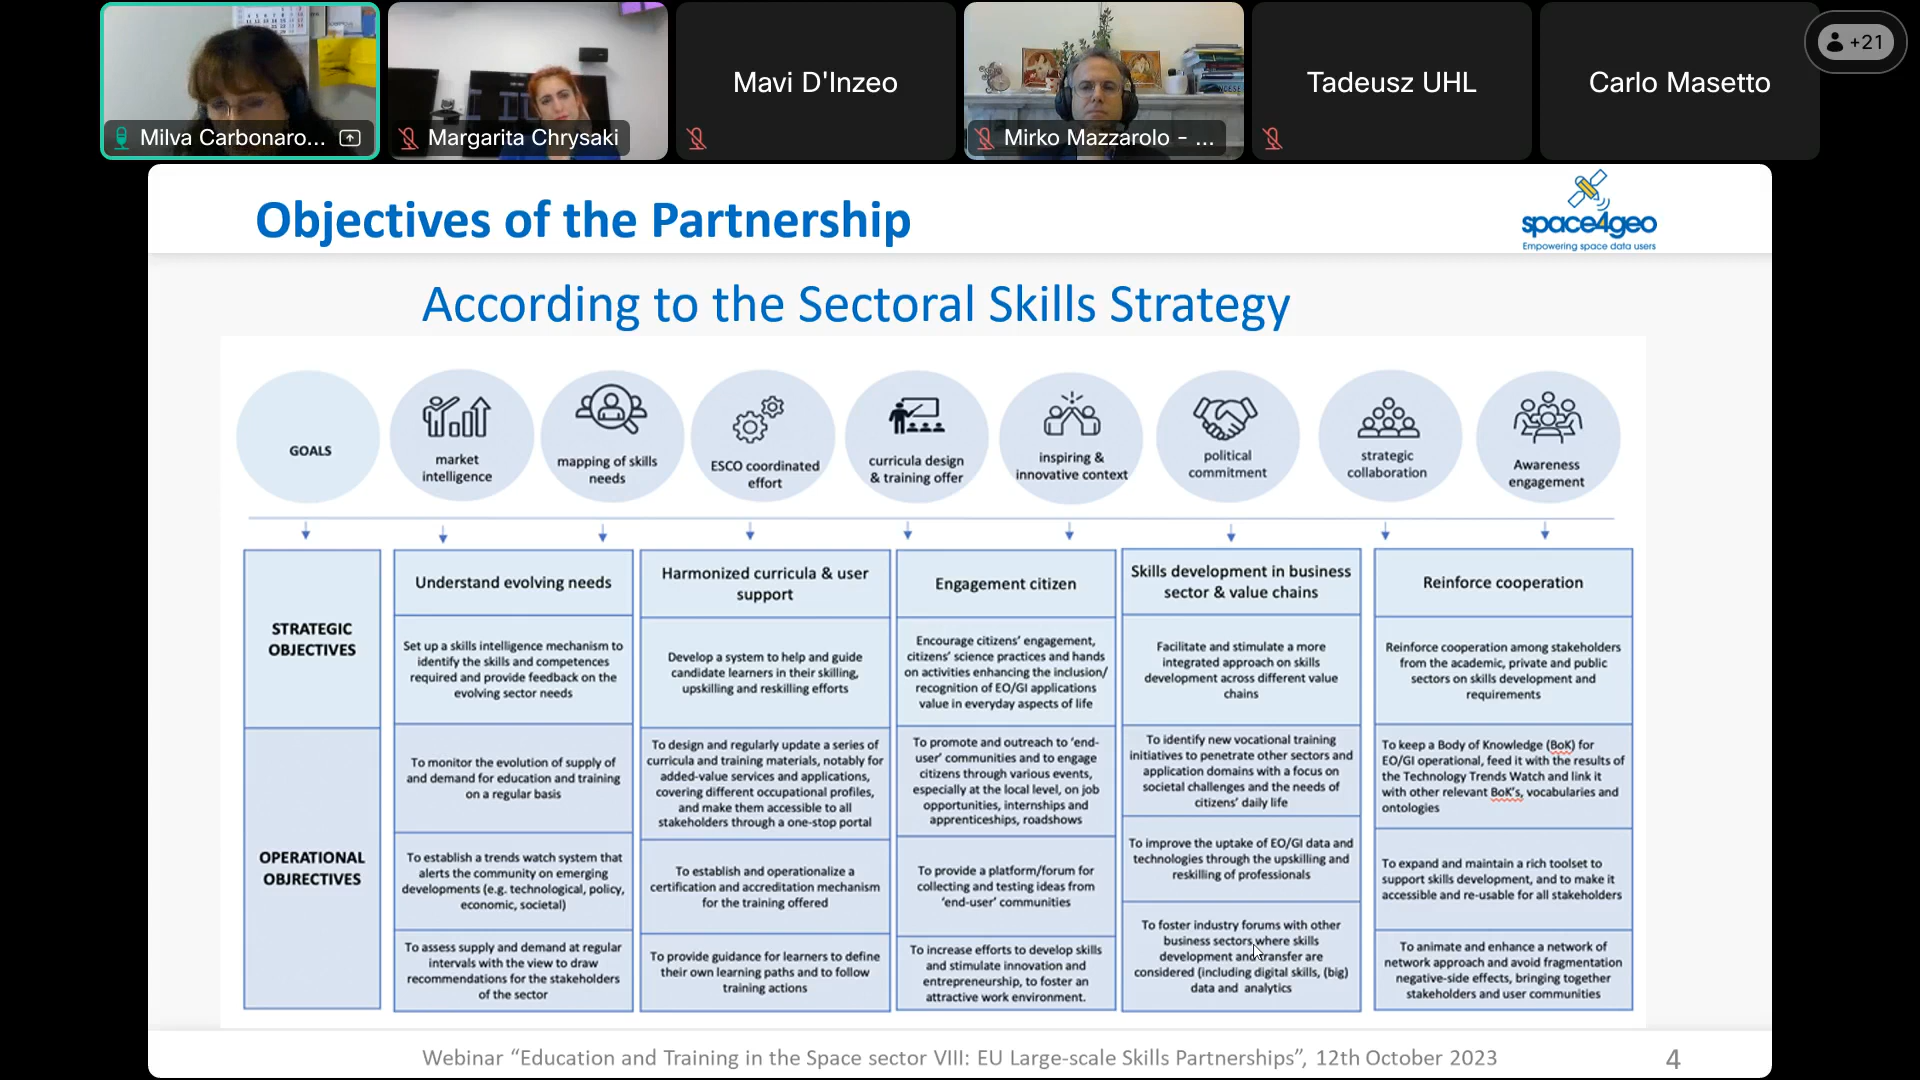 Mavi D'Inzeo
Tadeusz UHL
Carlo Masetto
+21
Milva Carbonaro...
Margarita Chrysaki
Mirko Mazzarolo - ...
Objectives of the Partnership
space4geo
Empowering space data users
According to the Sectoral Skills Strategy
GOALS
market
intelligence
mapping of skills
needs
ESCO coordinated
effort
curricula design
& training offer
inspiring &
innovative context
political
commitment
strategic
collaboration
Awareness
engagement
STRATEGIC
OBJECTIVES
Understand evolving needs
Harmonized curricula & user
support
Engagement citizen
Skills development in business
sector & value chains
Reinforce cooperation
Set up a skills intelligence mechanism to
identify the skills and competences
required and provide feedback on the
evolving sector needs
Develop a system to help and guide
candidate learners in their skilling,
upskilling and reskilling efforts
Encourage citizens' engagement,
citizens' science practices and hands
on activities enhancing the inclusion/
recognition of EO/GI applications
value in everyday aspects of life
Facilitate and stimulate a more
integrated approach on skills
development across different value
chains
Reinforce cooperation among stakeholders
from the academic, private and public
sectors on skills development and
requirements
OPERATIONAL
OBJRECTIVES
To monitor the evolution of supply of
and demand for education and training
on a regular basis
To design and regularly update a series of
curricula and training materials, notably for
added-value services and applications,
covering different occupational profiles,
and make them accessible to all
stakeholders through a one-stop portal
To promote and outreach to 'end-
user' communities and to engage
citizens through various events,
especially at the local level, on job
opportunities, internships and
apprenticeships, roadshows
To identify new vocational training
initiatives to penetrate other sectors and
application domains with a focus on
societal challenges and the needs of
citizens' daily life
To keep a Body of Knowledge (BoK) for
EO/GI operational, feed it with the results of
the Technology Trends Watch and link it
with other relevant BoK's, vocabularies and
ontologies
To establish a trends watch system that
alerts the community on emerging
developments (e.g. technological, policy,
economic, societal)
To establish and operationalize a
certification and accreditation mechanism
for the training offered
To provide a platform/forum for
collecting and testing ideas from
'end-user' communities
To improve the uptake of EO/GI data and
technologies through the upskilling and
reskilling of professionals
To expand and maintain a rich toolset to
support skills development, and to make it
accessible and re-usable for all stakeholders
To assess supply and demand at regular
intervals with the view to draw
recommendations for the stakeholders
of the sector
To provide guidance for learners to define
their own learning paths and to follow
training actions
To increase efforts to develop skills
and stimulate innovation and
entrepreneurship, to foster an
attractive work environment.
To foster industry forums with other
business sectors where skills
development and transfer are
considered (including digital skills, (big)
data and analytics
To animate and enhance a network of
network approach and avoid fragmentation
negative-side effects, bringing together
stakeholders and user communities
Webinar “Education and Training in the Space sector VIII: EU Large-scale Skills Partnerships”, 12th October 2023
4